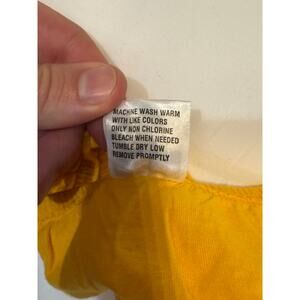 MACHINE WASH WARM
WITH LIKE COLORS
ONLY NON CHLORINE
BLEACH WHEN NEEDED
TUMBLE DRY LOW
REMOVE PROMPTLY